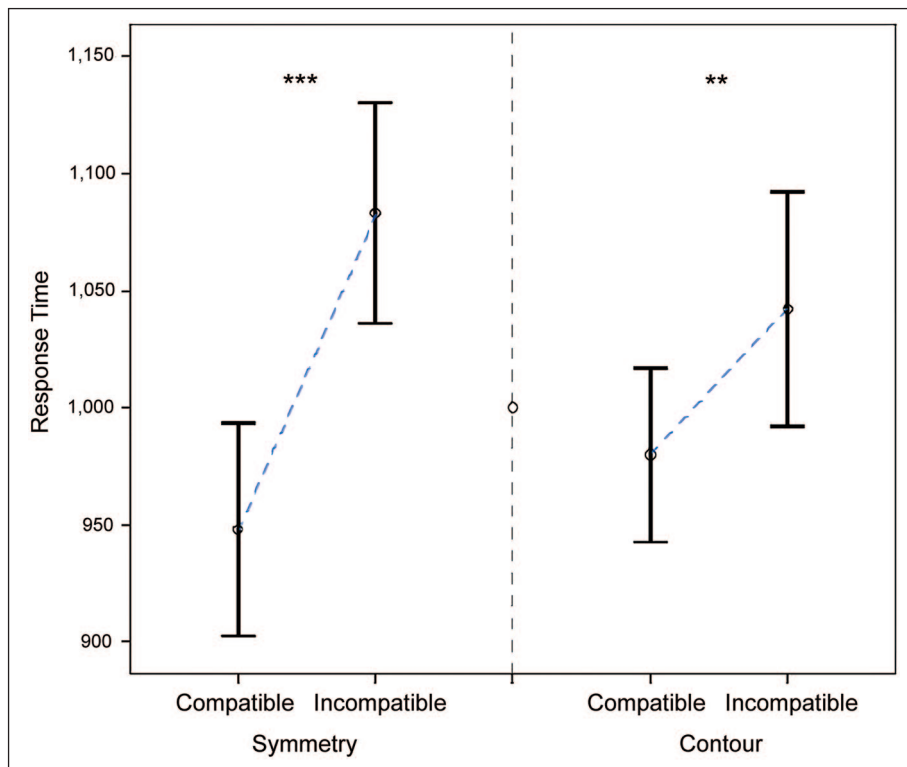 1,150
*** **
1,100
1,050
Response Time
1,000
950
900
Compatible Incompatible Compatible Incompatible
Symmetry Contour